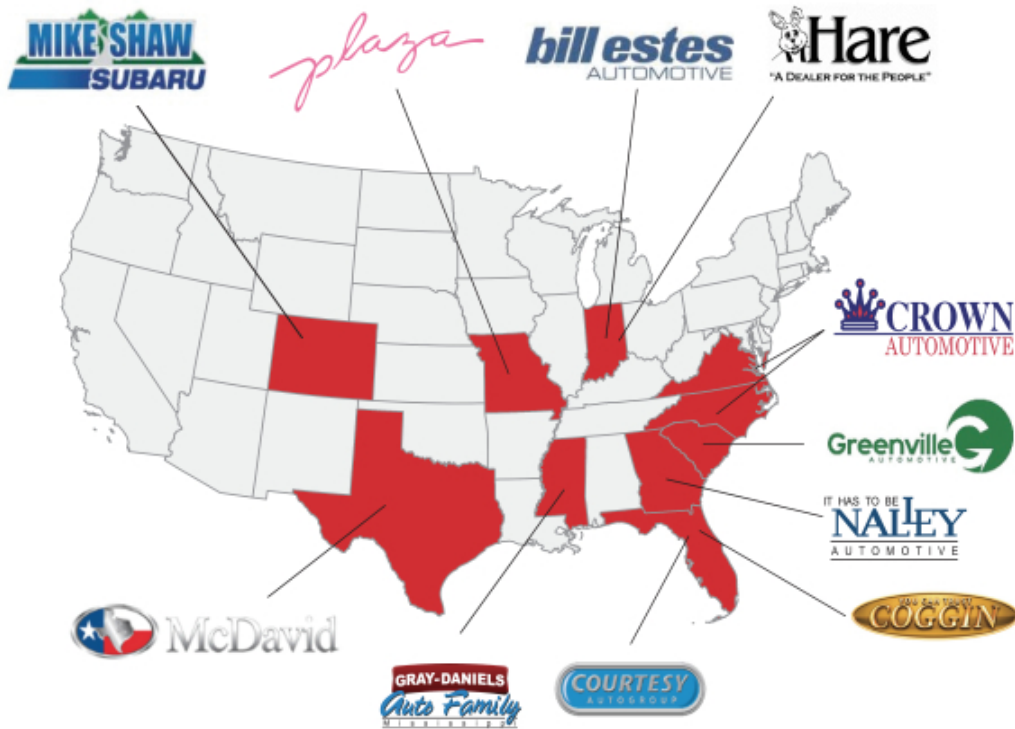 MIKE SHAW
SUBARU
plaza
bill estes
AUTOMOTIVE
Hare
"A DEALER FOR THE PEOPLE"
CROWN
AUTOMOTIVE
Greenville
AUTOMOTIVE
G
IT HAS TO BE
NALLEY
AUTOMOTIVE
COGGIN
McDavid
GRAY-DANIELS
Auto Family
Mississippi
COURTESY
AUTOGROUP